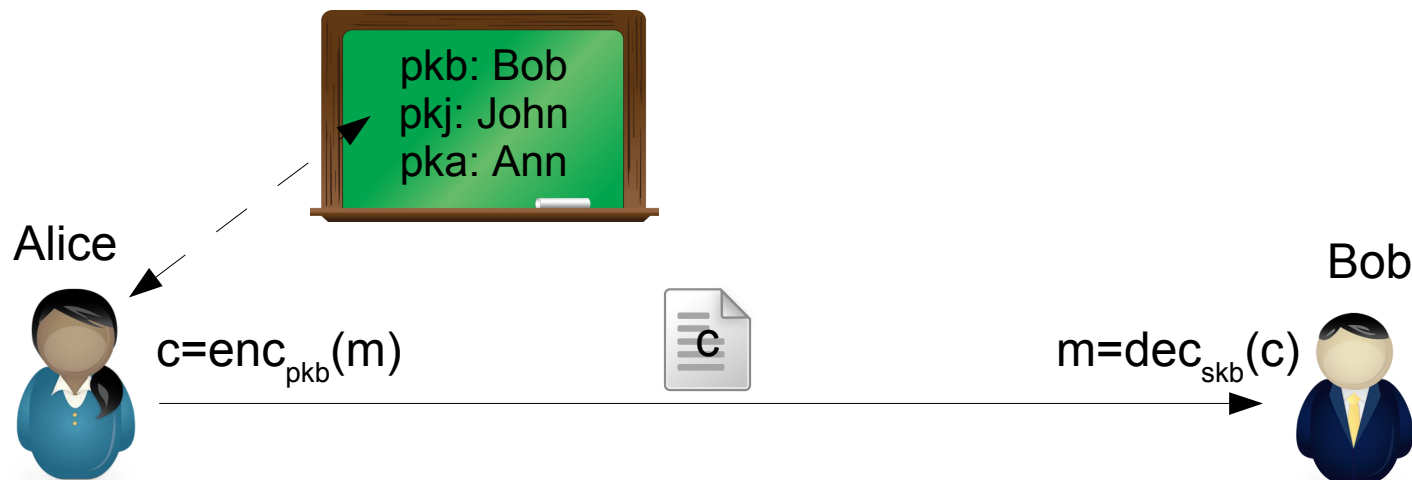 pkb: Bob
pkj: John
pka: Ann
Alice
Bob
c=enc_pkb(m)
c
m=dec_skb(c)